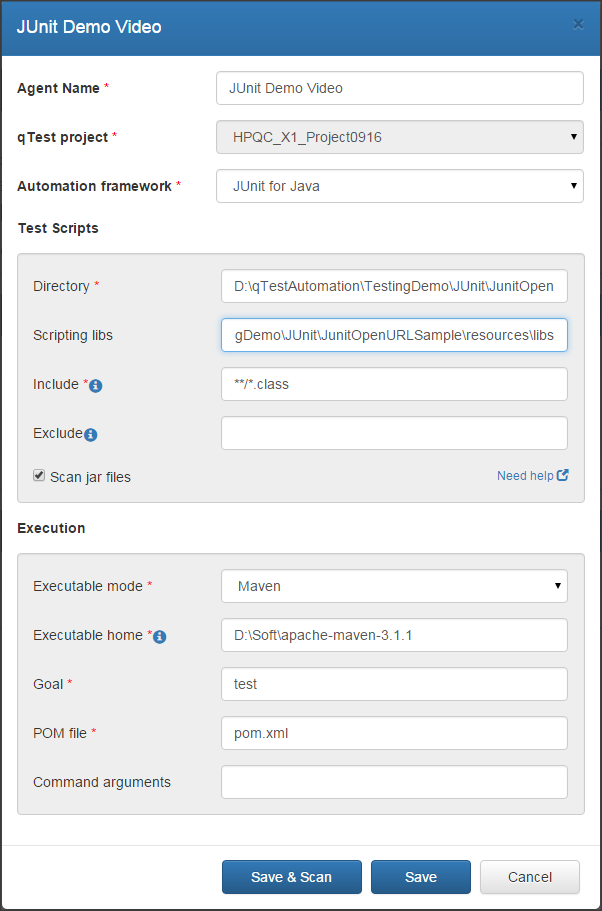 JUnit Demo Video ×
Agent Name * JUnit Demo Video
qTest project * HPQC_X1_Project0916
Automation framework * JUnit for Java
Test Scripts
Directory * D:\qTestAutomation\TestingDemo\JUnit\JunitOpen
Scripting libs gDemo\JUnit\JunitOpenURLSample\resources\libs
Include * **/*.class
Exclude
Scan jar files Need help
Execution
Executable mode * Maven
Executable home * D:\Soft\apache-maven-3.1.1
Goal * test
POM file * pom.xml
Command arguments
Save & Scan Save Cancel